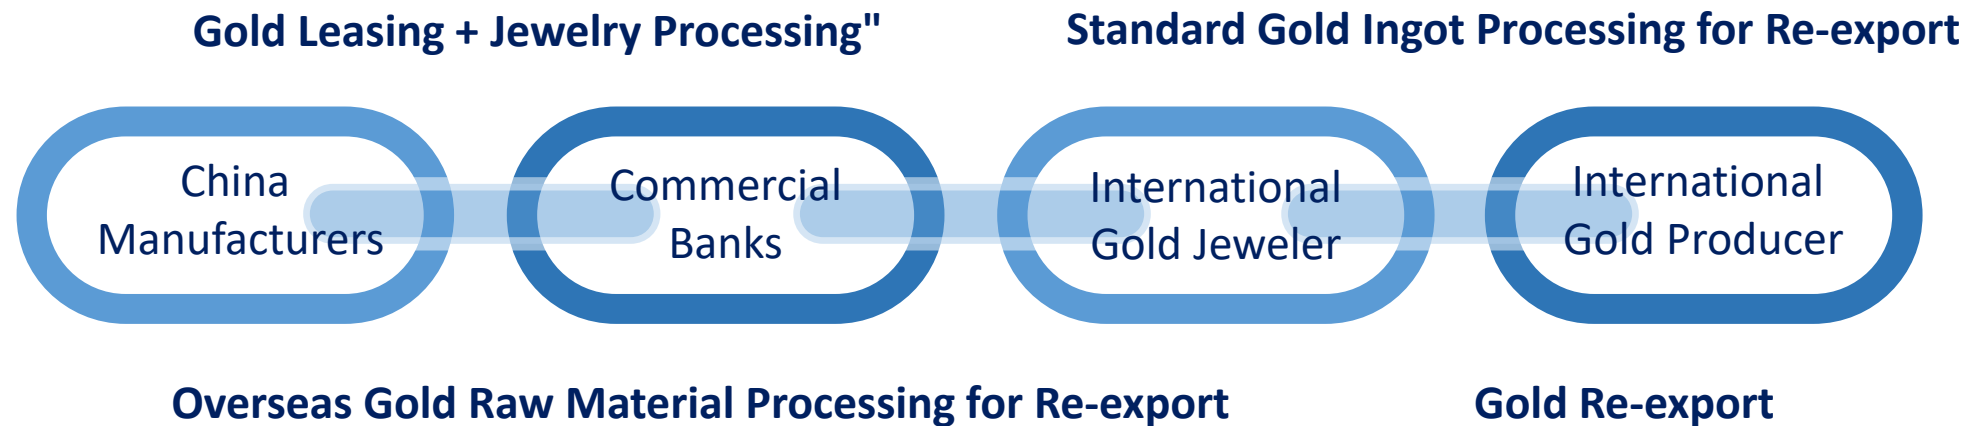 Gold Leasing + Jewelry Processing"
Standard Gold Ingot Processing for Re-export
China
Manufacturers
Commercial
Banks
International
Gold Jeweler
International
Gold Producer
Overseas Gold Raw Material Processing for Re-export
Gold Re-export